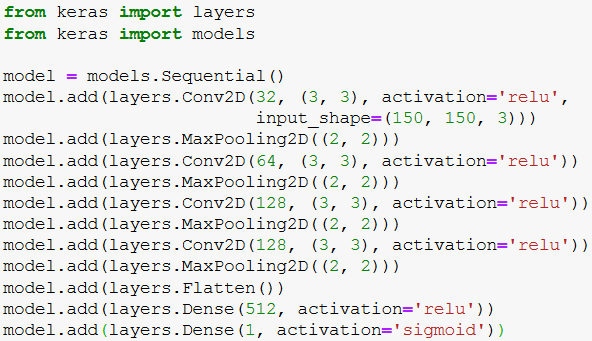 from keras import layers
from keras import models

model = models.Sequential()
model.add(layers.Conv2D(32, (3, 3), activation='relu',
                        input_shape=(150, 150, 3)))
model.add(layers.MaxPooling2D((2, 2)))
model.add(layers.Conv2D(64, (3, 3), activation='relu'))
model.add(layers.MaxPooling2D((2, 2)))
model.add(layers.Conv2D(128, (3, 3), activation='relu'))
model.add(layers.MaxPooling2D((2, 2)))
model.add(layers.Conv2D(128, (3, 3), activation='relu'))
model.add(layers.MaxPooling2D((2, 2)))
model.add(layers.Flatten())
model.add(layers.Dense(512, activation='relu'))
model.add(layers.Dense(1, activation='sigmoid'))